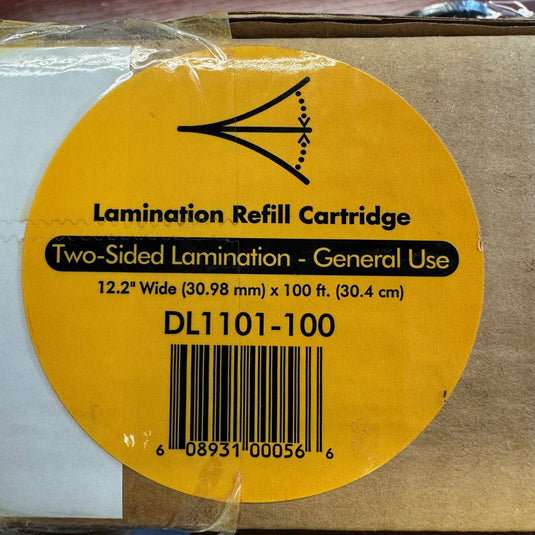 Lamination Refill Cartridge
Two-Sided Lamination - General Use
12.2" Wide (30.98 mm) x 100 ft. (30.4 cm)
DL1101-100
6 08931 00056 6